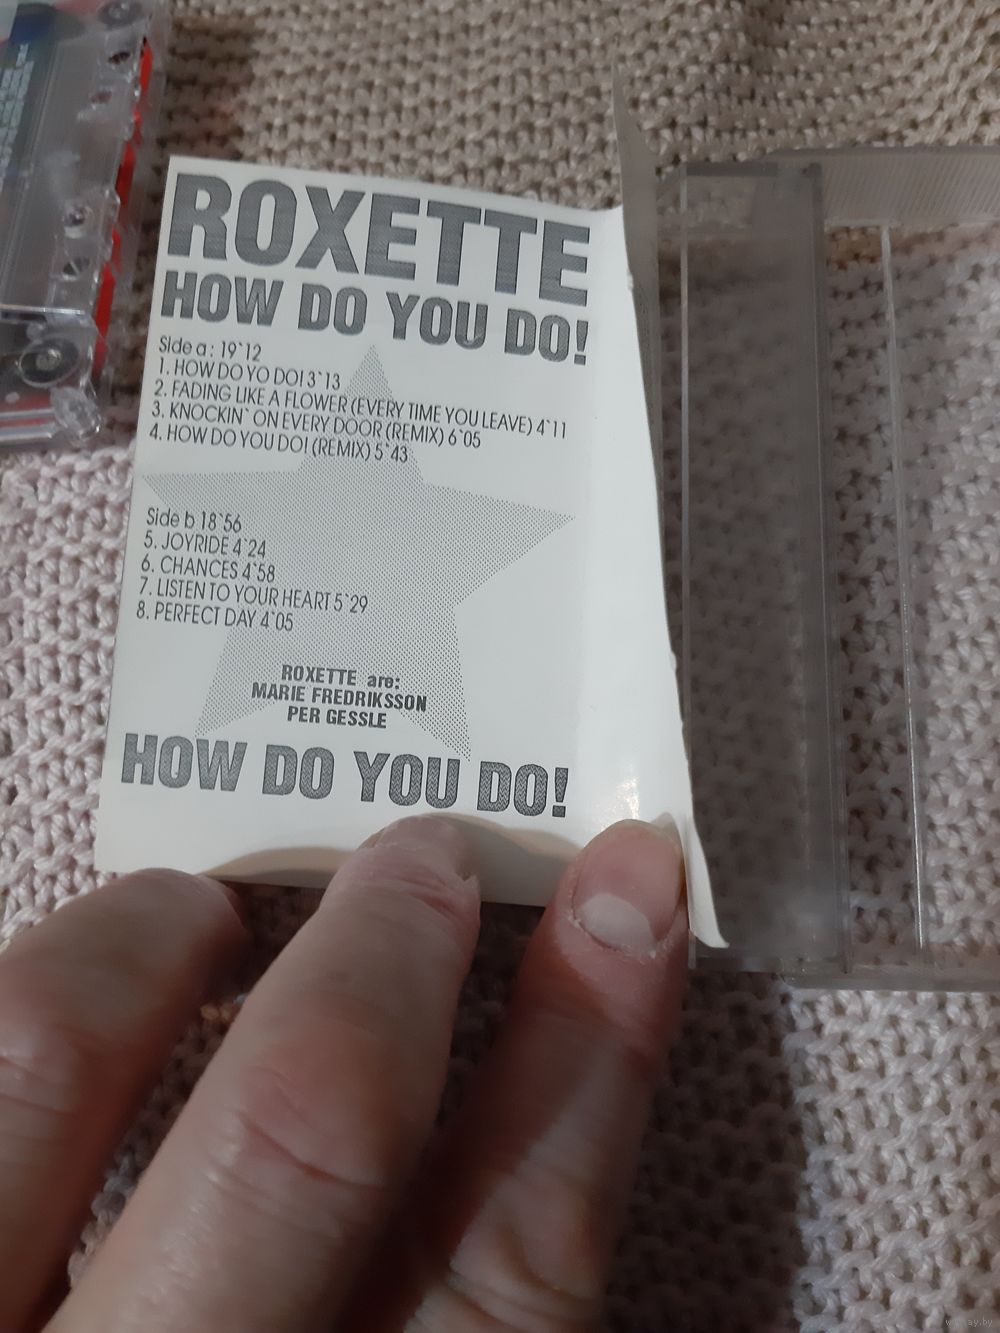 ROXETTE
HOW DO YOU DO!
Side a : 19`12
1. HOW DO YO DO! 3`13
2. FADING LIKE A FLOWER (EVERY TIME YOU LEAVE) 4`11
3. KNOCKIN` ON EVERY DOOR (REMIX) 6`05
4. HOW DO YOU DO! (REMIX) 5`43
Side b 18`56
5. JOYRIDE 4`24
6. CHANCES 4`58
7. LISTEN TO YOUR HEART 5`29
8. PERFECT DAY 4`05
ROXETTE are:
MARIE FREDRIKSSON
PER GESSLE
HOW DO YOU DO!